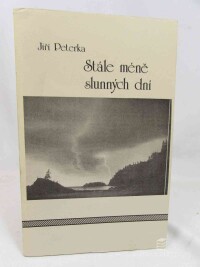 Jiří Peterka
Stále méně
slunných dní